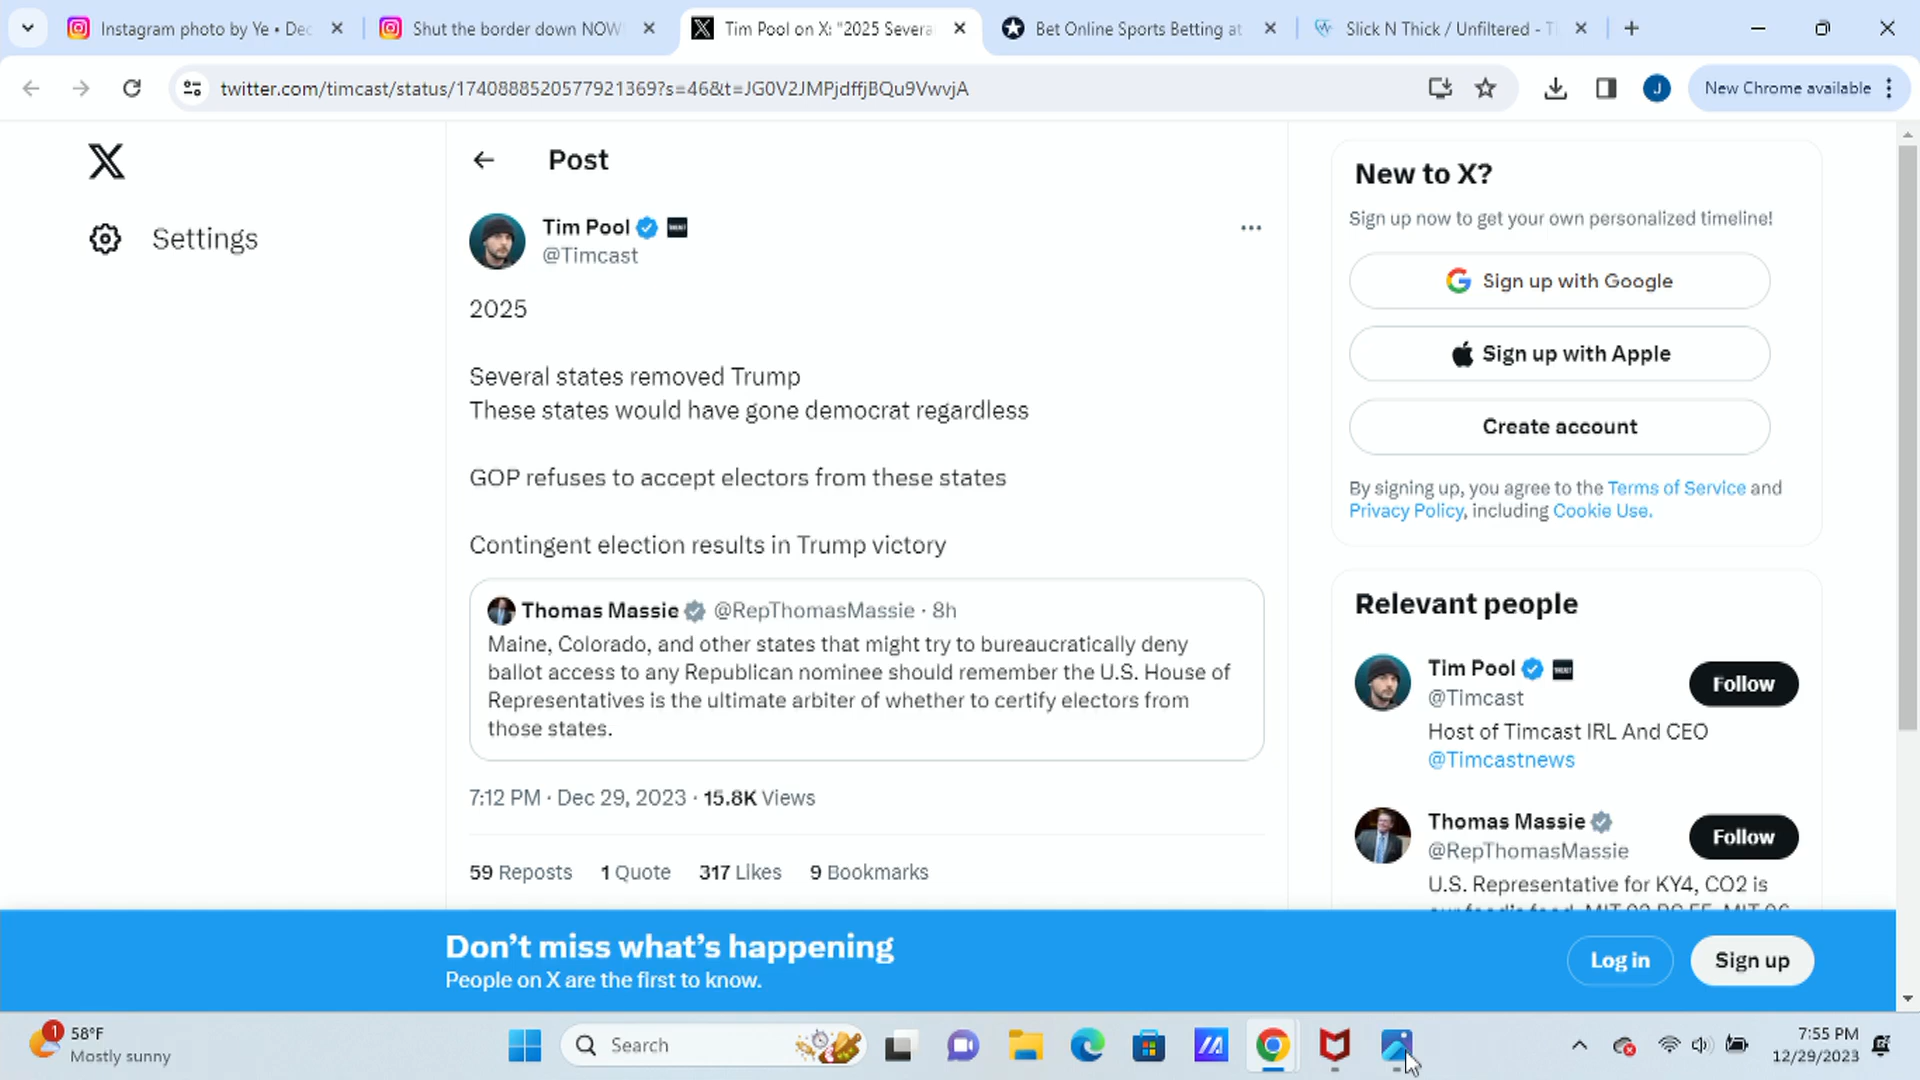 Instagram photo by Ye • Dec
Shut the border down NOW
Tim Pool on X: "2025 Severa
Bet Online Sports Betting at
Slick N Thick / Unfiltered - T
twitter.com/timcast/status/1740888520577921369?s=46&t=JG0V2JMPjdffjBQu9VwvjA
J
New Chrome available
Settings
Post
Tim Pool
@Timcast
2025
Several states removed Trump
These states would have gone democrat regardless
GOP refuses to accept electors from these states
Contingent election results in Trump victory
Thomas Massie @RepThomasMassie · 8h
Maine, Colorado, and other states that might try to bureaucratically deny
ballot access to any Republican nominee should remember the U.S. House of
Representatives is the ultimate arbiter of whether to certify electors from
those states.
7:12 PM · Dec 29, 2023 · 15.8K Views
59 Reposts 1 Quote 317 Likes 9 Bookmarks
New to X?
Sign up now to get your own personalized timeline!
Sign up with Google
Sign up with Apple
Create account
By signing up, you agree to the Terms of Service and
Privacy Policy, including Cookie Use.
Relevant people
Tim Pool
@Timcast
Follow
Host of Timcast IRL And CEO
@Timcastnews
Thomas Massie
@RepThomasMassie
Follow
U.S. Representative for KY4, CO2 is
Don't miss what's happening
People on X are the first to know.
Log in
Sign up
1
58°F
Mostly sunny
Search
7:55 PM
12/29/2023